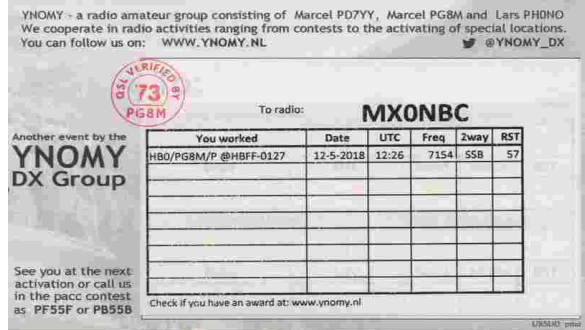 YNOMY - a radio amateur group consisting of Marcel PD7YY, Marcel PG8M and Lars PH0NO
We cooperate in radio activities ranging from contests to the activating of special locations.
You can follow us on: WWW.YNOMY.NL @YNOMY_DX
QSL VERIFIED BY
73
PG8M
To radio: MX0NBC
Another event by the
YNOMY
DX Group
You worked Date UTC Freq 2way RST
HB0/PG8M/P @HBFF-0127 12-5-2018 12:26 7154 SSB 57
See you at the next
activation or call us
in the pacc contest
as PF55F or PB55B
Check if you have an award at: www.ynomy.nl
UX5UO print